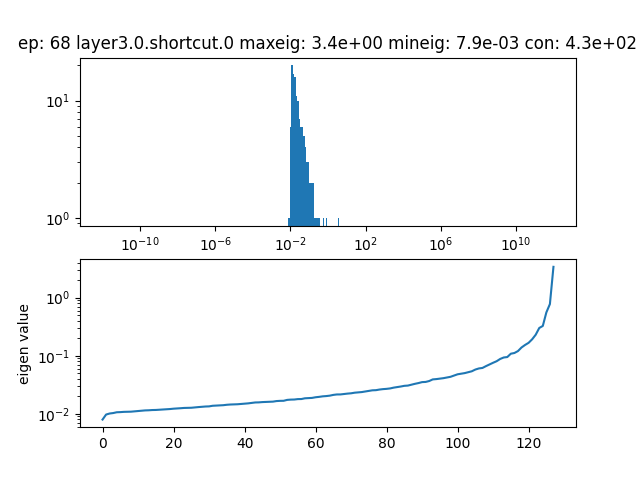 ep: 68 layer3.0.shortcut.0 maxeig: 3.4e+00 mineig: 7.9e-03 con: 4.3e+02
10¹
10⁰
10⁻¹⁰ 10⁻⁶ 10⁻² 10² 10⁶ 10¹⁰
eigen value
10⁰
10⁻¹
10⁻²
0 20 40 60 80 100 120